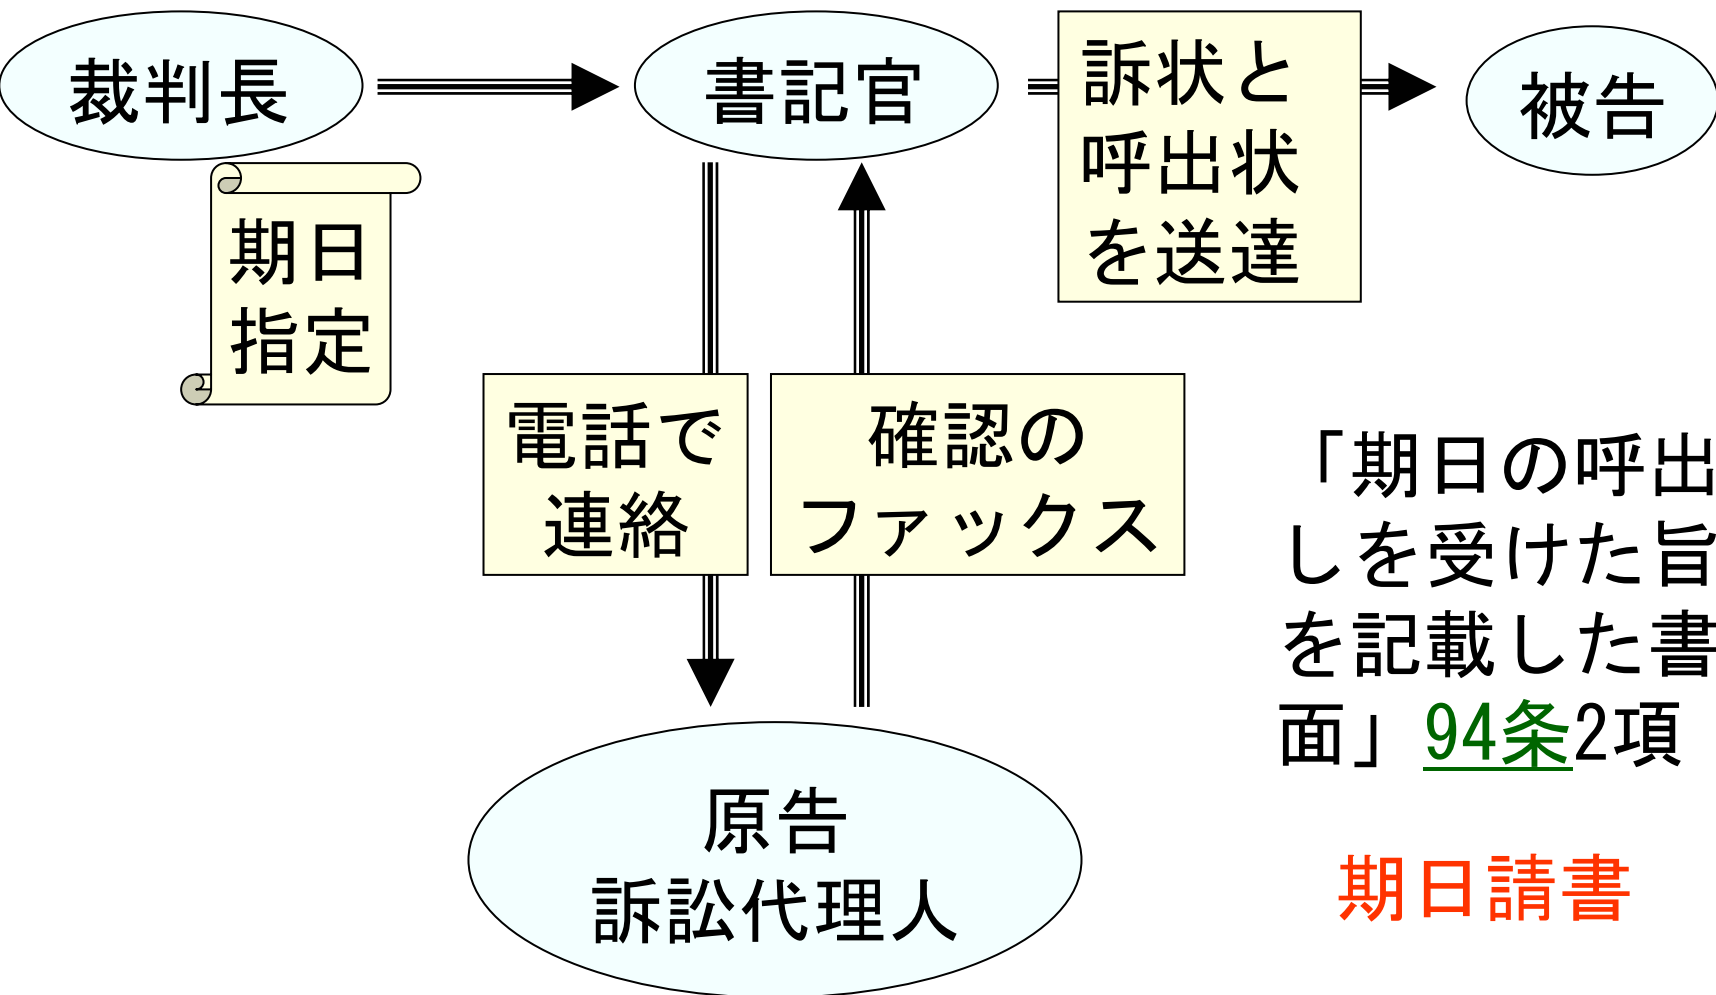 裁判長
書記官
訴状と
呼出状
を送達
被告
期日
指定
電話で
連絡
確認の
ファックス
「期日の呼出
しを受けた旨
を記載した書
面」94条2項
原告
訴訟代理人
期日請書